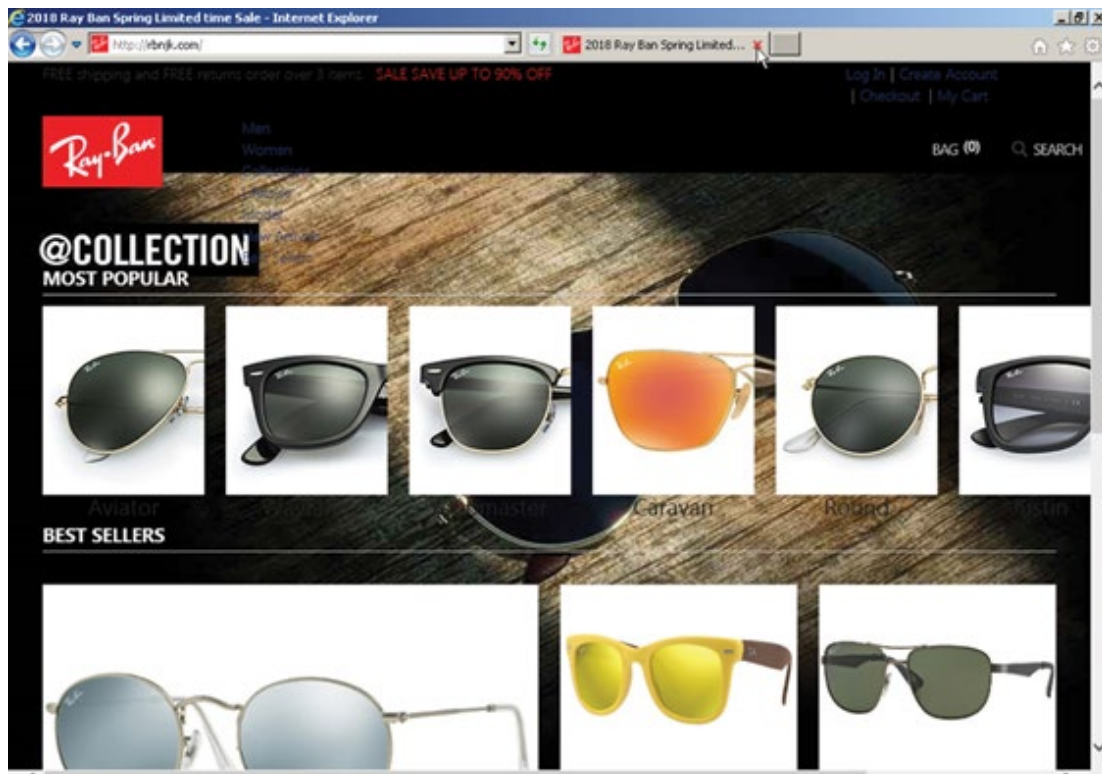 2018 Ray Ban Spring Limited time Sale - Internet Explorer
http://rbnjk.com/
2018 Ray Ban Spring Limited...
FREE shipping and FREE returns order over 3 items. SALE SAVE UP TO 90% OFF
Log In | Create Account
| Checkout | My Cart
Ray-Ban
Men
Women
BAG (0)
SEARCH
@COLLECTION
MOST POPULAR
Aviator
Caravan
Round
BEST SELLERS